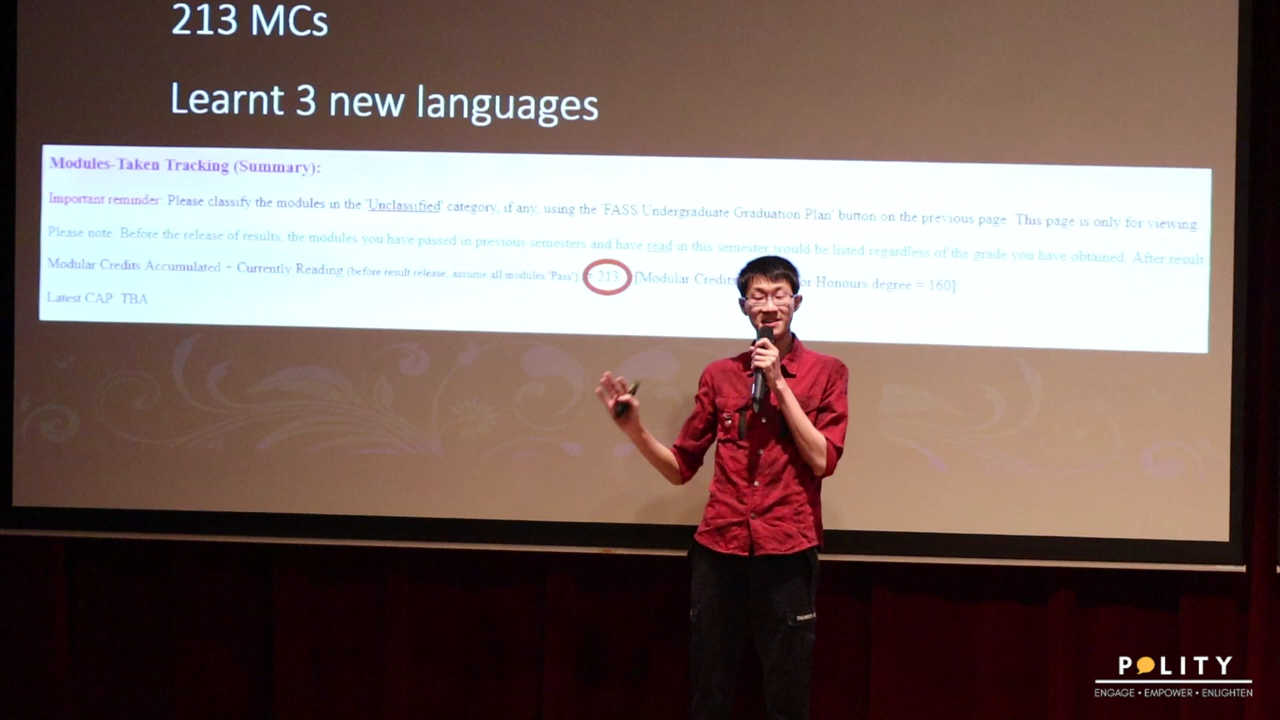 213 MCs
Learnt 3 new languages
Modules-Taken Tracking (Summary):
Important reminder: Please classify the modules in the 'Unclassified' category, if any, using the 'FASS Undergraduate Graduation Plan' button on the previous page. This page is only for viewing.
Please note: Before the release of results, the modules you have passed in previous semesters and have read in this semester would be listed regardless of the grade you have obtained. After result
Modular Credits Accumulated + Currently Reading (before result release, assume all modules 'Pass') = 213 [Modular Credits or Honours degree = 160]
Latest CAP: TBA
POLITY
ENGAGE • EMPOWER • ENLIGHTEN